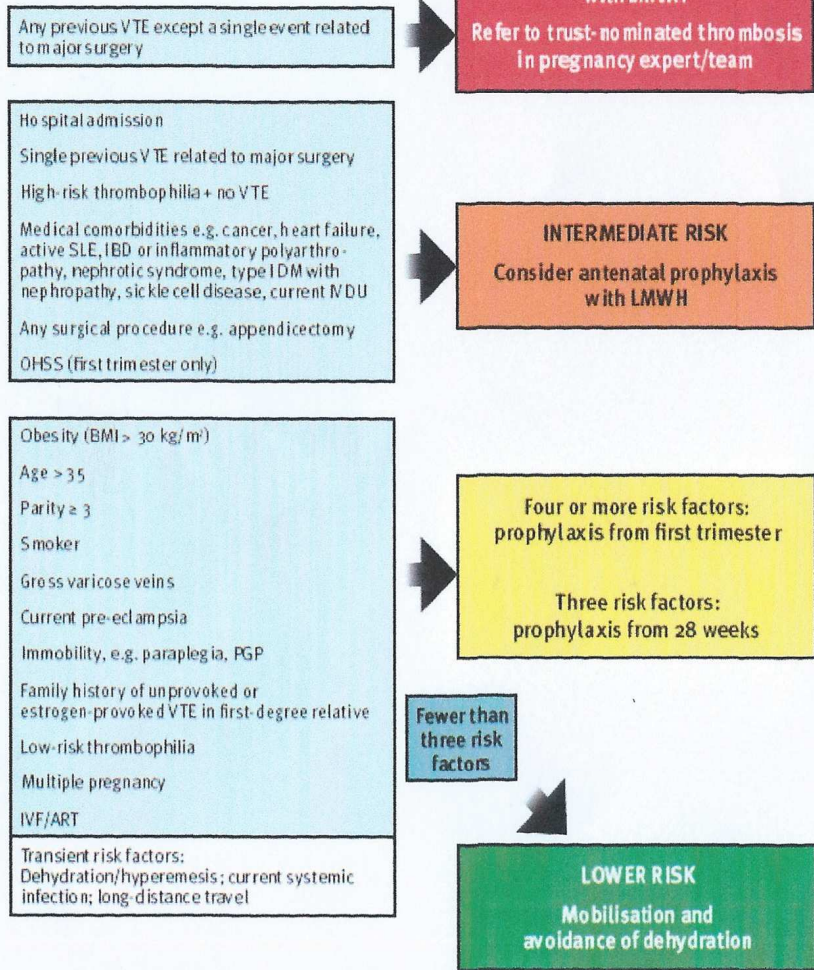 Any previous VTE except a single event related
to major surgery
Refer to trust-nominated thrombosis
in pregnancy expert/team
Hospital admission
Single previous VTE related to major surgery
High-risk thrombophilia + no VTE
Medical comorbidities e.g. cancer, heart failure,
active SLE, IBD or inflammatory polyarthro-
pathy, nephrotic syndrome, type I DM with
nephropathy, sickle cell disease, current IVDU
Any surgical procedure e.g. appendicectomy
OHSS (first trimester only)
INTERMEDIATE RISK
Consider antenatal prophylaxis
with LMWH
Obesity (BMI > 30 kg/m²)
Age > 35
Parity ≥ 3
Smoker
Gross varicose veins
Current pre-eclampsia
Immobility, e.g. paraplegia, PGP
Family history of unprovoked or
estrogen-provoked VTE in first-degree relative
Low-risk thrombophilia
Multiple pregnancy
IVF/ART
Transient risk factors:
Dehydration/hyperemesis; current systemic
infection; long-distance travel
Four or more risk factors:
prophylaxis from first trimester
Three risk factors:
prophylaxis from 28 weeks
Fewer than
three risk
factors
LOWER RISK
Mobilisation and
avoidance of dehydration